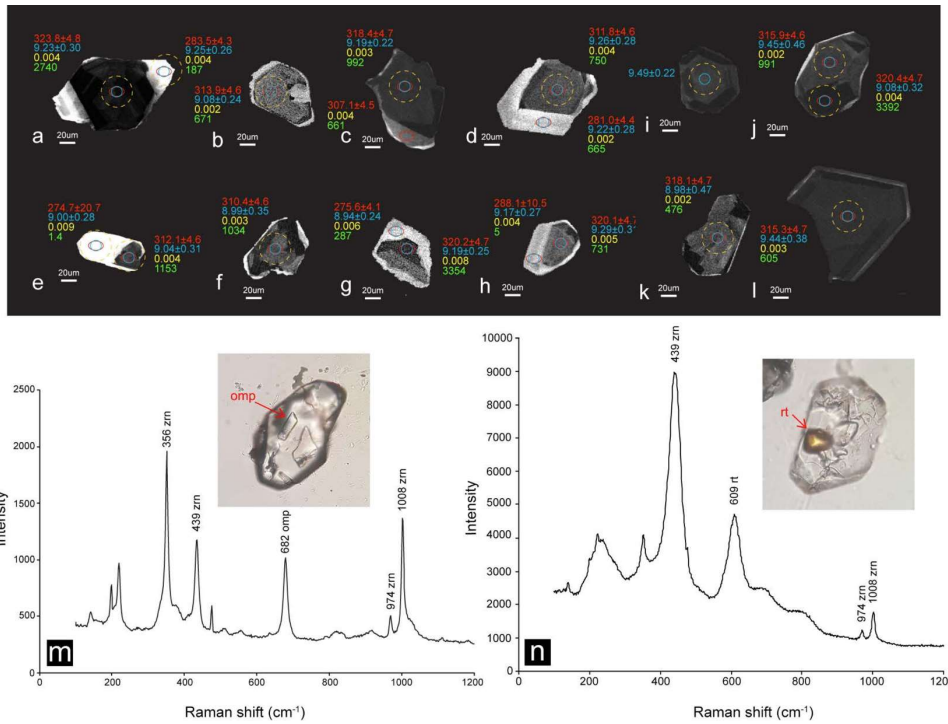 323.8±4.8
9.23±0.30
0.004
2740
283.5±4.3
9.25±0.26
0.004
187
a
20um
313.9±4.6
9.08±0.24
0.002
671
b
20um
318.4±4.7
9.19±0.22
0.003
992
307.1±4.5
0.004
661
c
20um
311.8±4.6
9.26±0.28
0.004
750
281.0±4.4
9.22±0.28
0.002
665
d
20um
9.49±0.22
i
20um
315.9±4.6
9.45±0.46
0.002
991
320.4±4.7
9.08±0.32
0.004
3392
j
20um
274.7±20.7
9.00±0.28
0.009
1.4
312.1±4.6
9.04±0.31
0.004
1153
e
20um
310.4±4.6
8.99±0.35
0.003
1034
f
20um
275.6±4.1
8.94±0.24
0.006
287
320.2±4.7
9.19±0.25
0.008
3354
g
20um
288.1±10.5
9.17±0.27
0.004
5
320.1±4.7
9.29±0.31
0.005
731
h
20um
318.1±4.7
8.98±0.47
0.002
476
k
20um
315.3±4.7
9.44±0.38
0.003
605
l
20um
2500
2000
1500
1000
500
0
Intensity
omp
356 zrn
439 zrn
682 omp
974 zrn
1008 zrn
m
0 200 400 600 800 1000 1200
Raman shift (cm⁻¹)
10000
9000
8000
7000
6000
5000
4000
3000
2000
1000
0
Intensity
rt
439 zrn
609 rt
974 zrn
1008 zrn
n
0 200 400 600 800 1000 120
Raman shift (cm⁻¹)